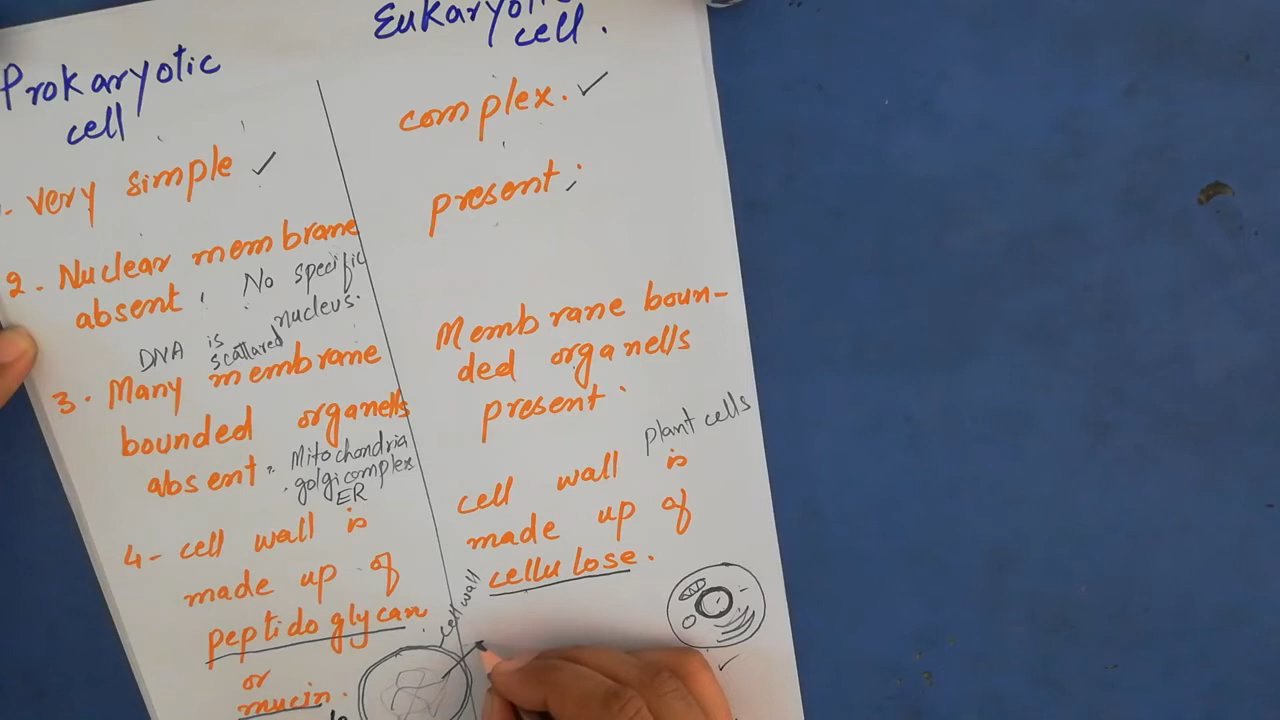 Prokaryotic
cell
very simple
2. Nuclear membrane
absent, No specific
nucleus.
DNA is
scattared
3. Many membrane
bounded organells
absent. Mitochondria
golgi complex
ER
4- cell wall is
made up of
peptidoglycan
or
mucin.
cell wall
Eukaryotic
cell.
complex.
present.
Membrane boun-
ded organells
present.
plant cells
cell wall is
made up of
cellulose.